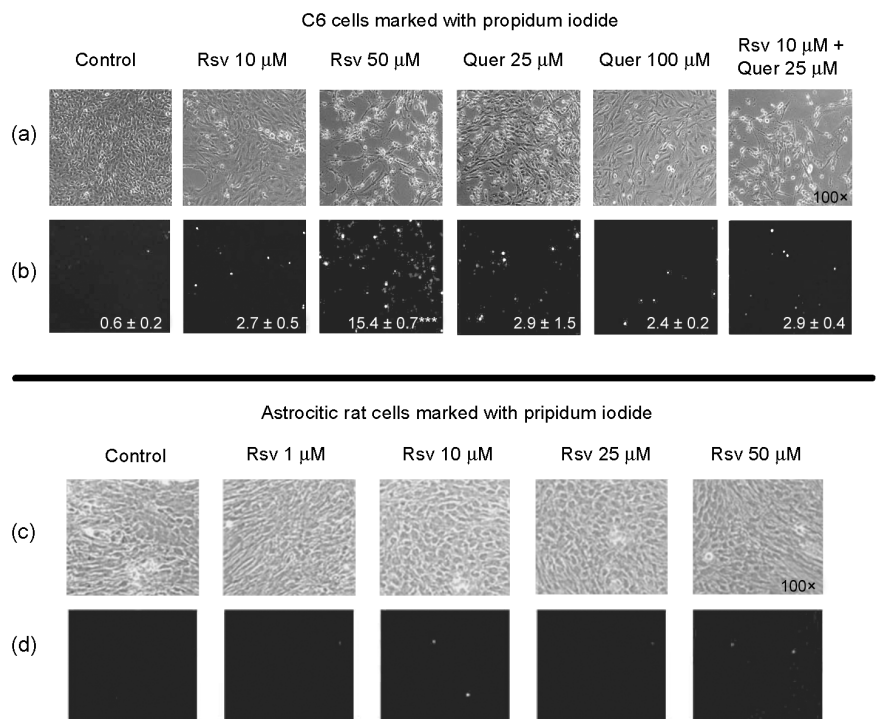 C6 cells marked with propidum iodide
Control
Rsv 10 μM
Rsv 50 μM
Quer 25 μM
Quer 100 μM
Rsv 10 μM +
Quer 25 μM
(a)
100×
(b)
0.6 ± 0.2
2.7 ± 0.5
15.4 ± 0.7***
2.9 ± 1.5
2.4 ± 0.2
2.9 ± 0.4
Astrocitic rat cells marked with pripidum iodide
Control
Rsv 1 μM
Rsv 10 μM
Rsv 25 μM
Rsv 50 μM
(c)
100×
(d)